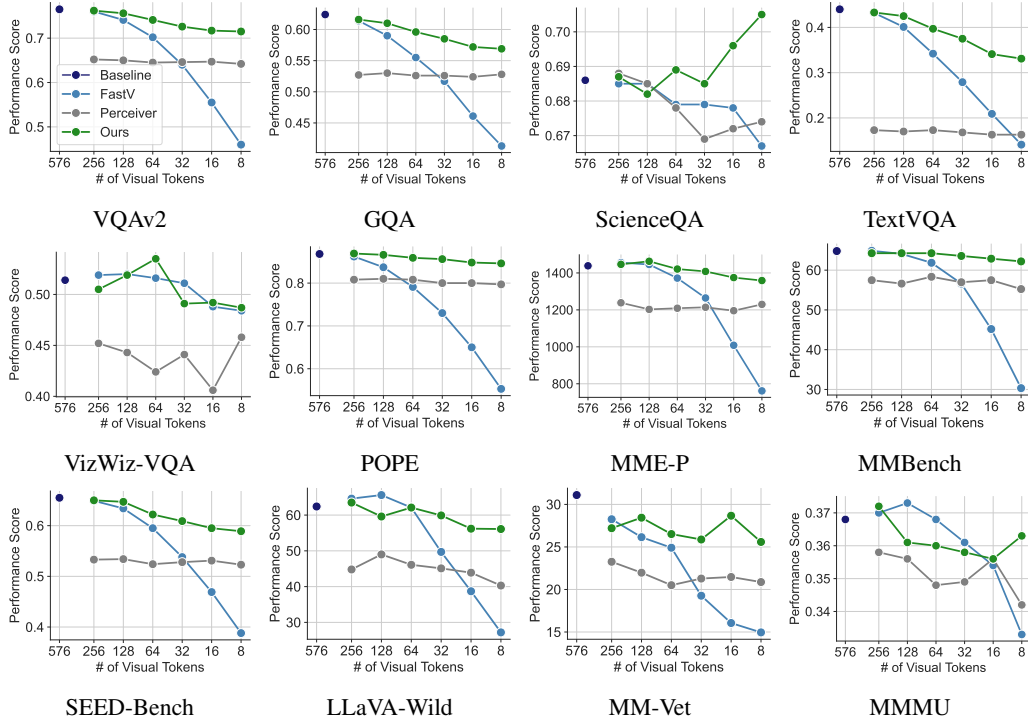 Performance Score
0.7
0.6
0.5
Baseline
FastV
Perceiver
Ours
576 256 128 64 32 16 8
# of Visual Tokens
VQAv2
Performance Score
0.60
0.55
0.50
0.45
576 256 128 64 32 16 8
# of Visual Tokens
GQA
Performance Score
0.70
0.69
0.68
0.67
576 256 128 64 32 16 8
# of Visual Tokens
ScienceQA
Performance Score
0.4
0.3
0.2
576 256 128 64 32 16 8
# of Visual Tokens
TextVQA
Performance Score
0.50
0.45
0.40
576 256 128 64 32 16 8
# of Visual Tokens
VizWiz-VQA
Performance Score
0.9
0.8
0.7
0.6
576 256 128 64 32 16 8
# of Visual Tokens
POPE
Performance Score
1400
1200
1000
800
576 256 128 64 32 16 8
# of Visual Tokens
MME-P
Performance Score
60
50
40
30
576 256 128 64 32 16 8
# of Visual Tokens
MMBench
Performance Score
0.6
0.5
0.4
576 256 128 64 32 16 8
# of Visual Tokens
SEED-Bench
Performance Score
60
50
40
30
576 256 128 64 32 16 8
# of Visual Tokens
LLaVA-Wild
Performance Score
30
25
20
15
576 256 128 64 32 16 8
# of Visual Tokens
MM-Vet
Performance Score
0.37
0.36
0.35
0.34
576 256 128 64 32 16 8
# of Visual Tokens
MMMU